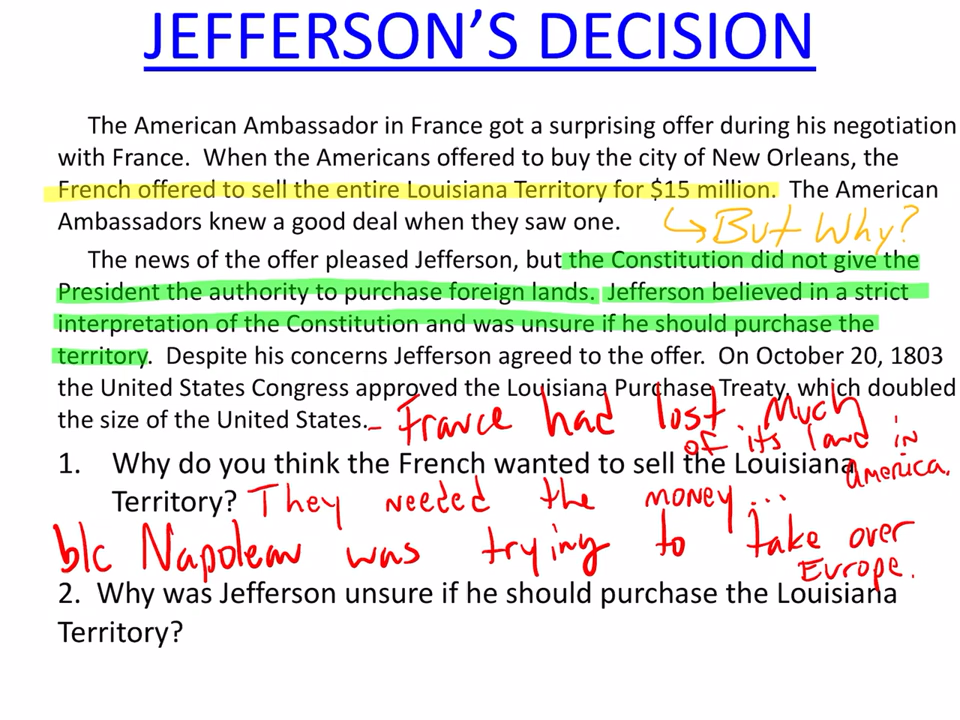 JEFFERSON'S DECISION
The American Ambassador in France got a surprising offer during his negotiation
with France. When the Americans offered to buy the city of New Orleans, the
French offered to sell the entire Louisiana Territory for $15 million. The American
Ambassadors knew a good deal when they saw one.
↳ But Why?
The news of the offer pleased Jefferson, but the Constitution did not give the
President the authority to purchase foreign lands. Jefferson believed in a strict
interpretation of the Constitution and was unsure if he should purchase the
territory. Despite his concerns Jefferson agreed to the offer. On October 20, 1803
the United States Congress approved the Louisiana Purchase Treaty, which doubled
the size of the United States.
- France had lost much
of its land in
america.
1. Why do you think the French wanted to sell the Louisiana
Territory? They needed the money...
b/c Napolean was trying to take over
Europe.
2. Why was Jefferson unsure if he should purchase the Louisiana
Territory?